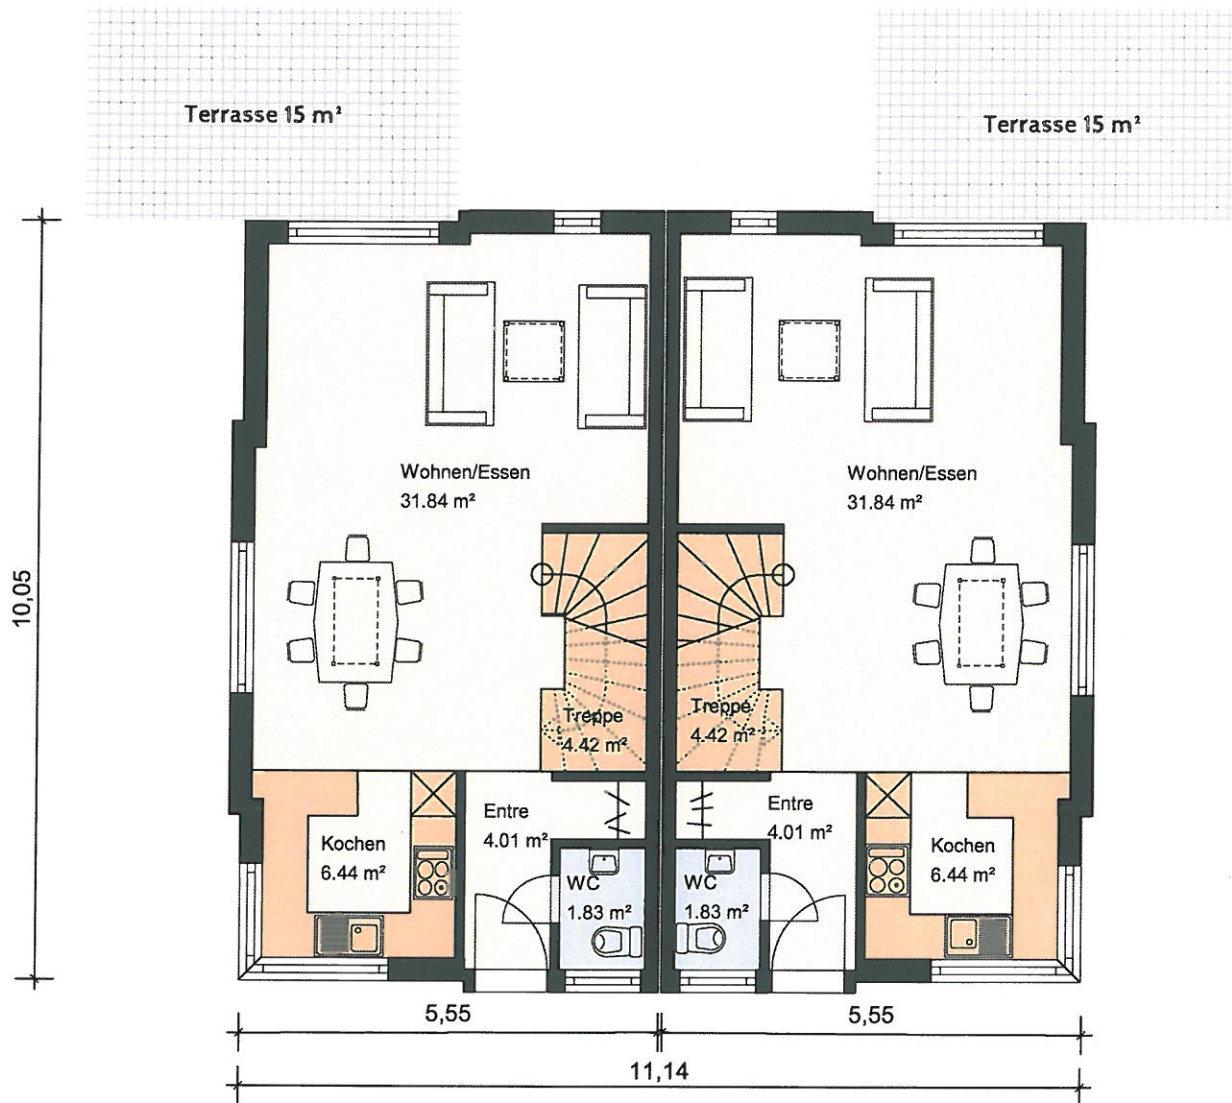 Terrasse 15 m²
Terrasse 15 m²
Wohnen/Essen
31.84 m²
Wohnen/Essen
31.84 m²
10,05
Treppe
4.42 m²
Treppe
4.42 m²
Kochen
6.44 m²
Entre
4.01 m²
WC
1.83 m²
WC
1.83 m²
Entre
4.01 m²
Kochen
6.44 m²
5,55
5,55
11,14